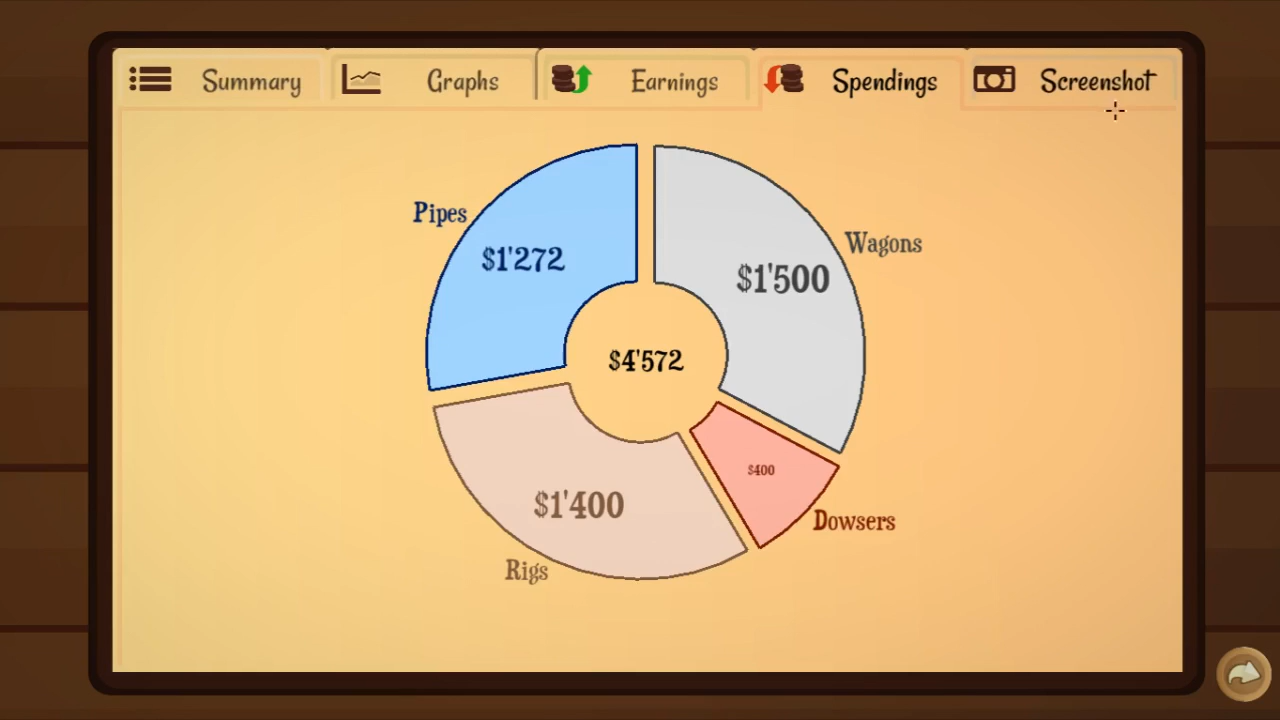 Summary
Graphs
Earnings
Spendings
Screenshot
Pipes
$1'272
Wagons
$1'500
$4'572
$400
$1'400
Dowsers
Rigs